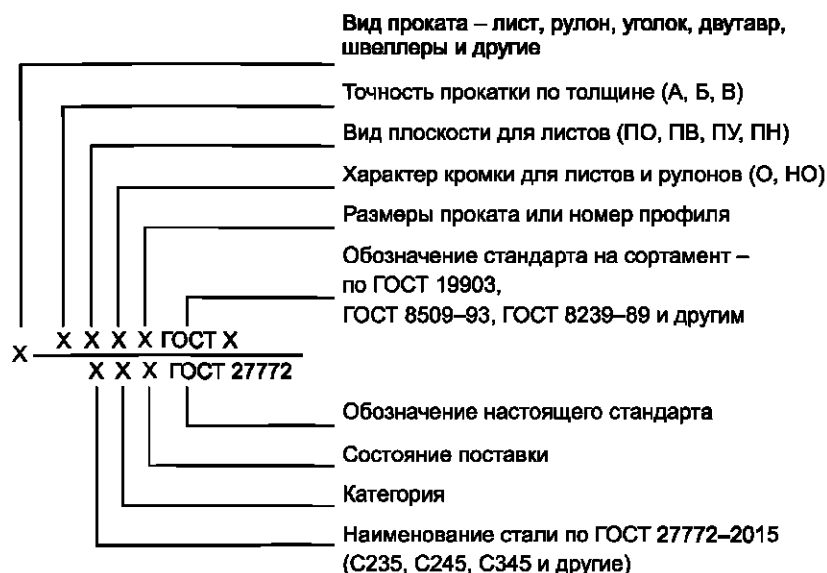 Вид проката – лист, рулон, уголок, двутавр,
швеллеры и другие
Точность прокатки по толщине (А, Б, В)
Вид плоскости для листов (ПО, ПВ, ПУ, ПН)
Характер кромки для листов и рулонов (О, НО)
Размеры проката или номер профиля
Обозначение стандарта на сортамент –
по ГОСТ 19903,
ГОСТ 8509–93, ГОСТ 8239–89 и другим
Х Х Х Х ГОСТ Х
Х
Х Х Х ГОСТ 27772
Обозначение настоящего стандарта
Состояние поставки
Категория
Наименование стали по ГОСТ 27772–2015
(С235, С245, С345 и другие)